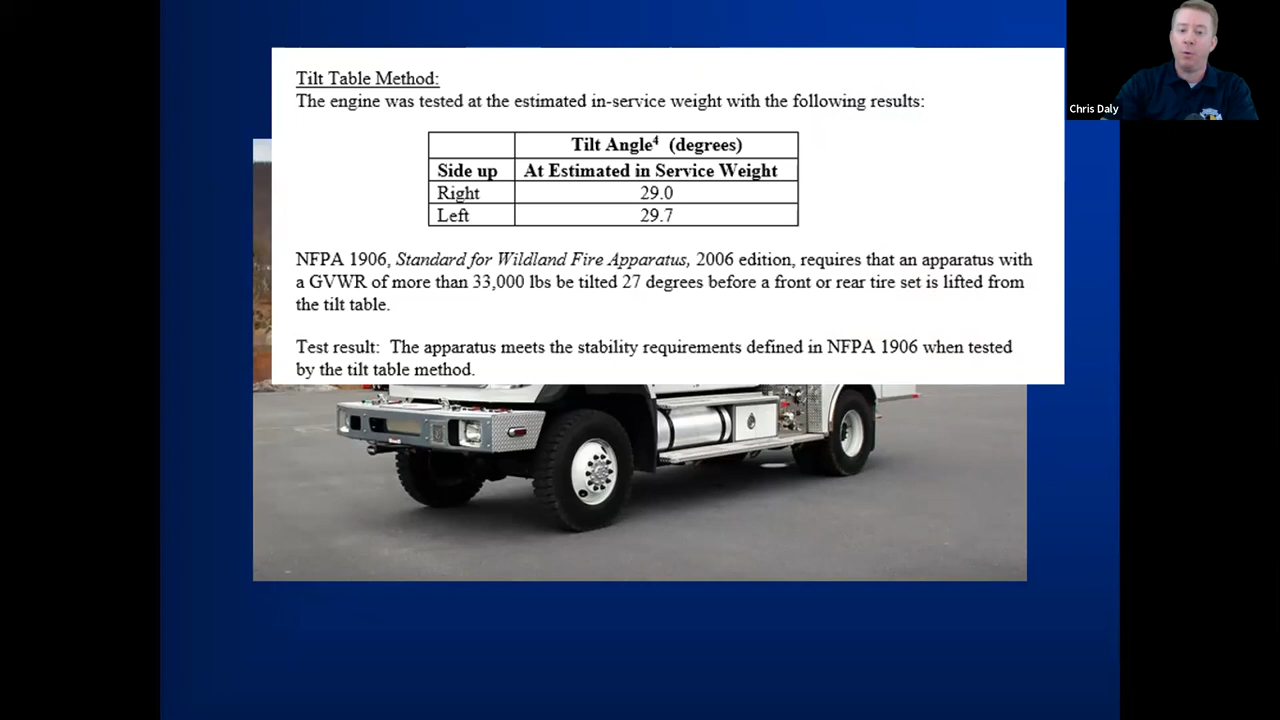 Tilt Table Method:
The engine was tested at the estimated in-service weight with the following results:
Tilt Angle⁴ (degrees)
Side up At Estimated in Service Weight
Right 29.0
Left 29.7
NFPA 1906, Standard for Wildland Fire Apparatus, 2006 edition, requires that an apparatus with
a GVWR of more than 33,000 lbs be tilted 27 degrees before a front or rear tire set is lifted from
the tilt table.
Test result: The apparatus meets the stability requirements defined in NFPA 1906 when tested
by the tilt table method.
Chris Daly